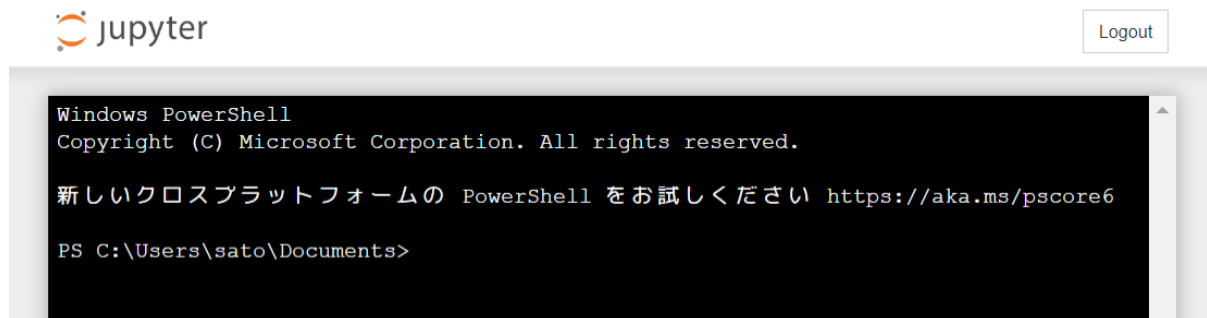 jupyter
Logout
Windows PowerShell
Copyright (C) Microsoft Corporation. All rights reserved.
新しいクロスプラットフォームの PowerShell をお試しください https://aka.ms/pscore6
PS C:\Users\sato\Documents>